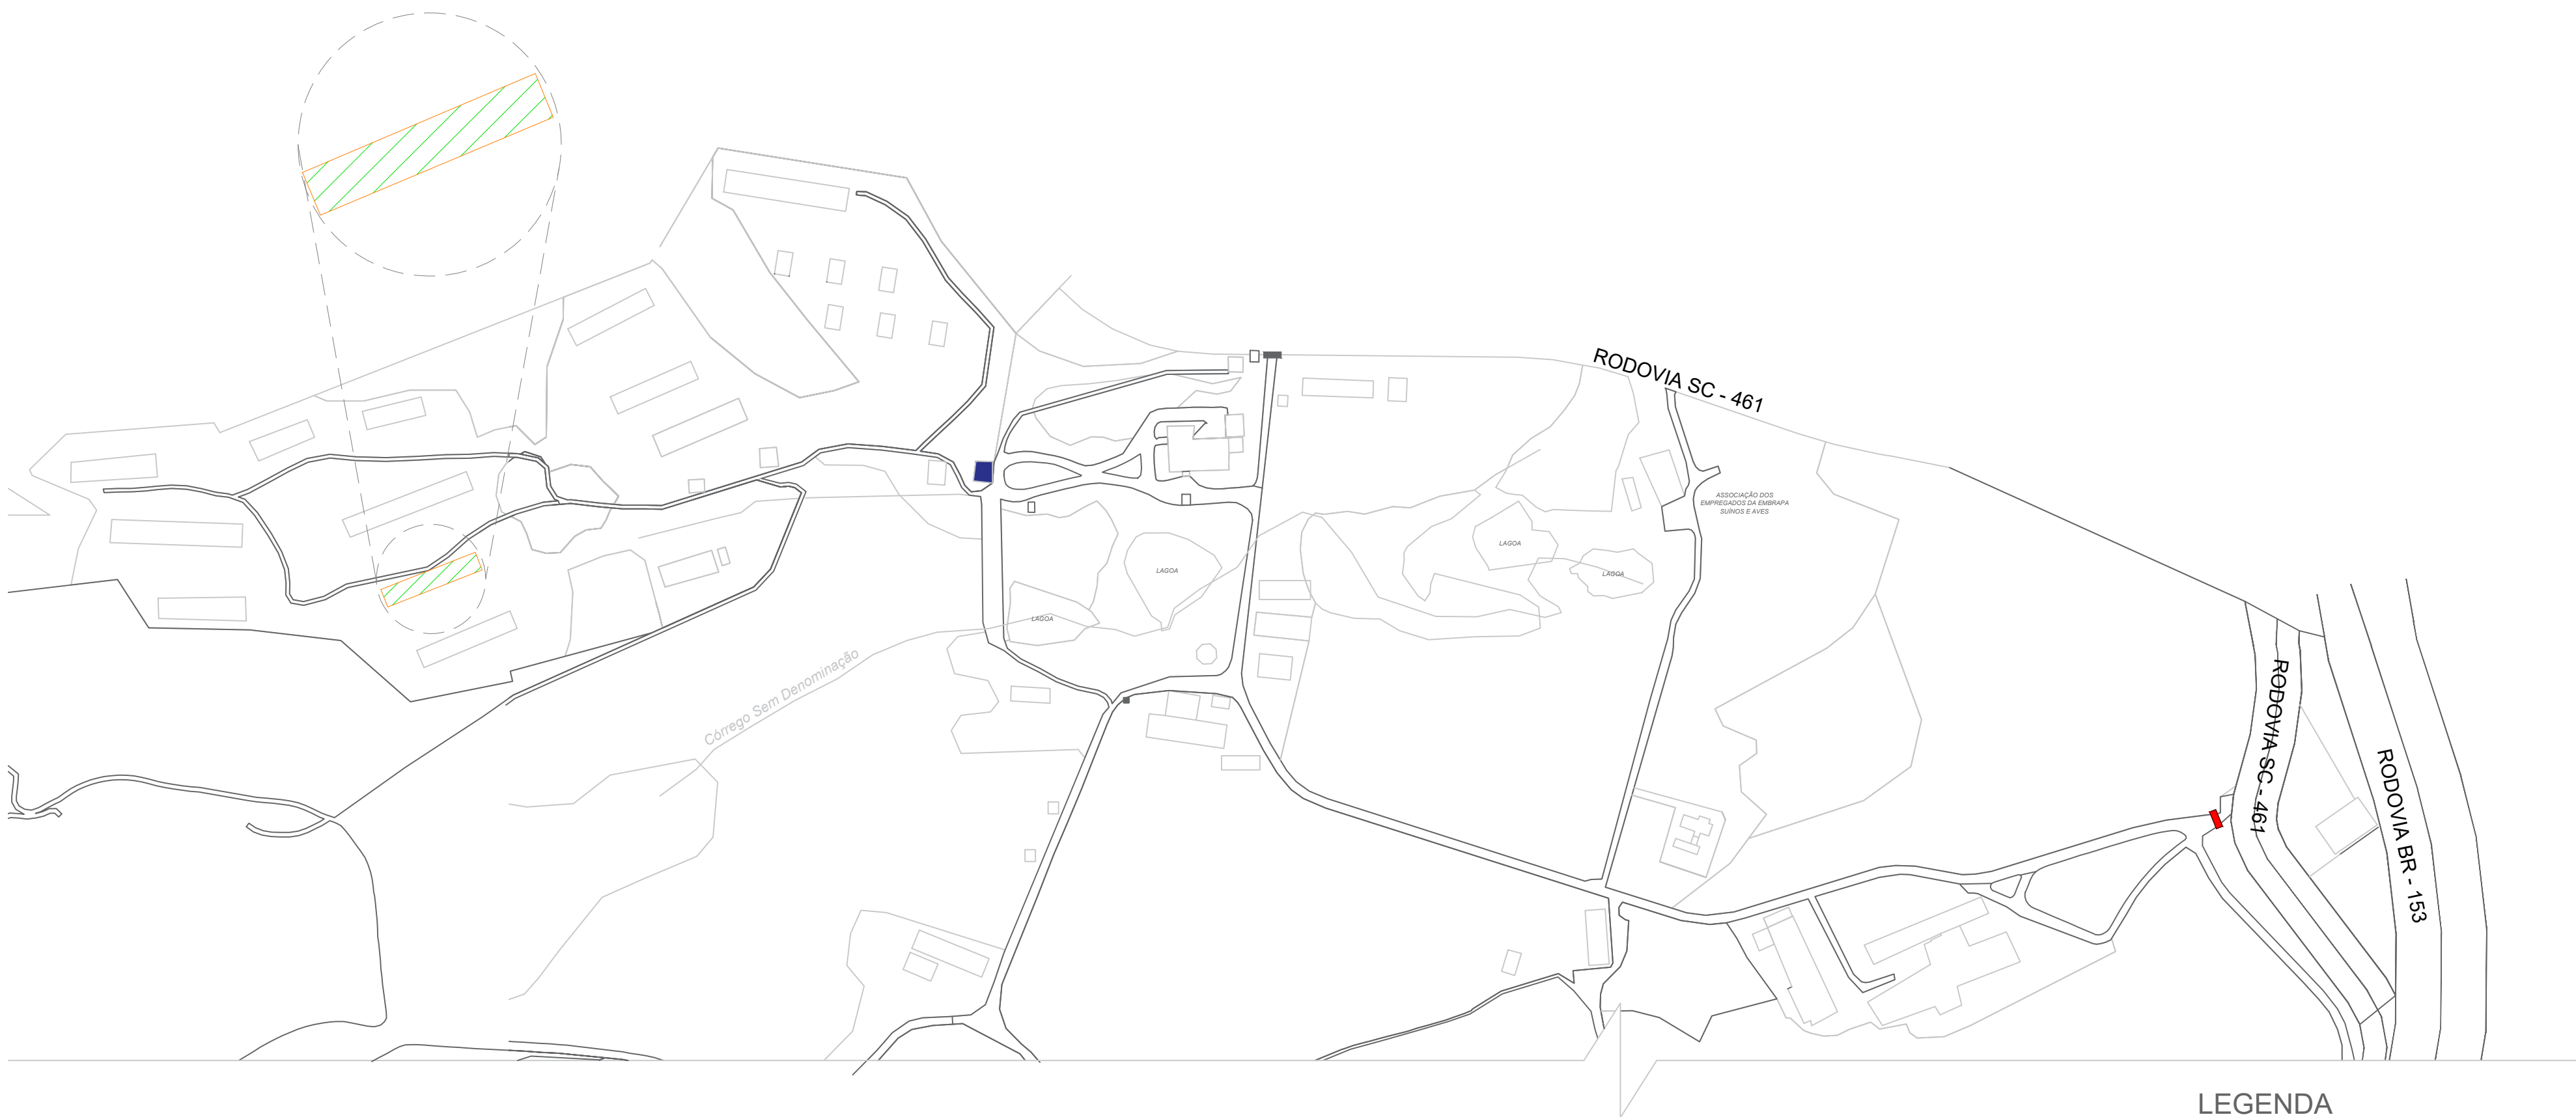 RODOVIA SC - 461
ASSOCIAÇÃO DOS
EMPREGADOS DA EMBRAPA
SUÍNOS E AVES
LAGOA
LAGOA
LAGOA
LAGOA
Córrego Sem Denominação
RODOVIA SC - 461
RODOVIA BR - 153
LEGENDA